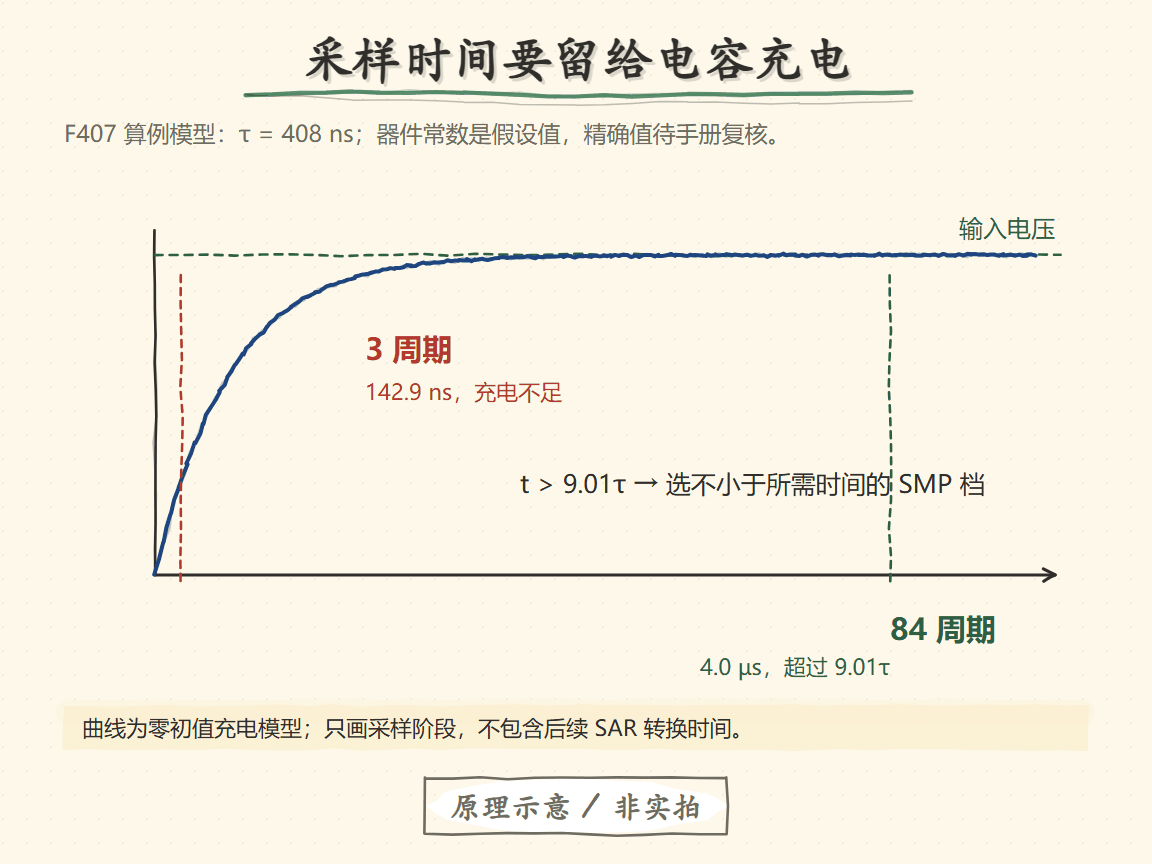 采样时间要留给电容充电
F407 算例模型：τ = 408 ns；器件常数是假设值，精确值待手册复核。
输入电压
3 周期
142.9 ns，充电不足
t > 9.01τ → 选不小于所需时间的 SMP 档
84 周期
4.0 μs，超过 9.01τ
曲线为零初值充电模型；只画采样阶段，不包含后续 SAR 转换时间。
原理示意 / 非实拍